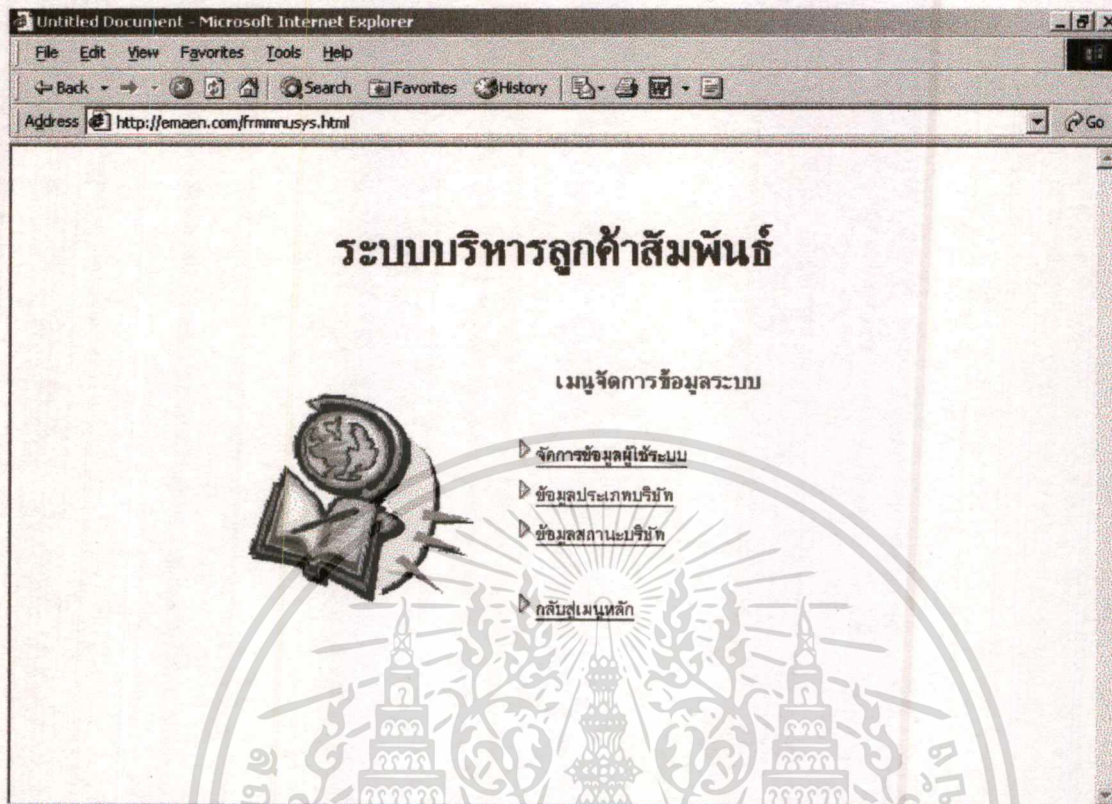 Untitled Document - Microsoft Internet Explorer
File Edit View Favorites Tools Help
Back Search Favorites History
Address http://emaen.com/frmmnusys.html Go
ระบบบริหารลูกค้าสัมพันธ์
เมนูจัดการข้อมูลระบบ
จัดการข้อมูลผู้ใช้ระบบ
ข้อมูลประเภทบริษัท
ข้อมูลสถานะบริษัท
กลับสู่เมนูหลัก